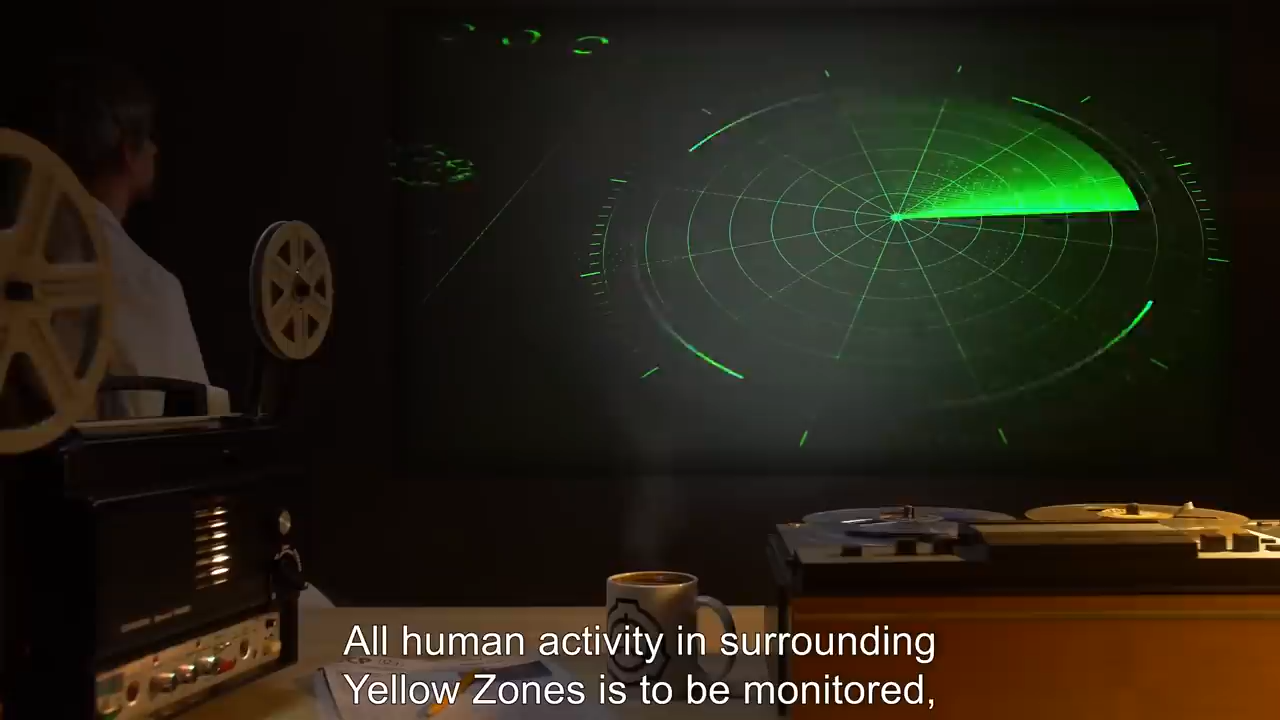 All human activity in surrounding
Yellow Zones is to be monitored,